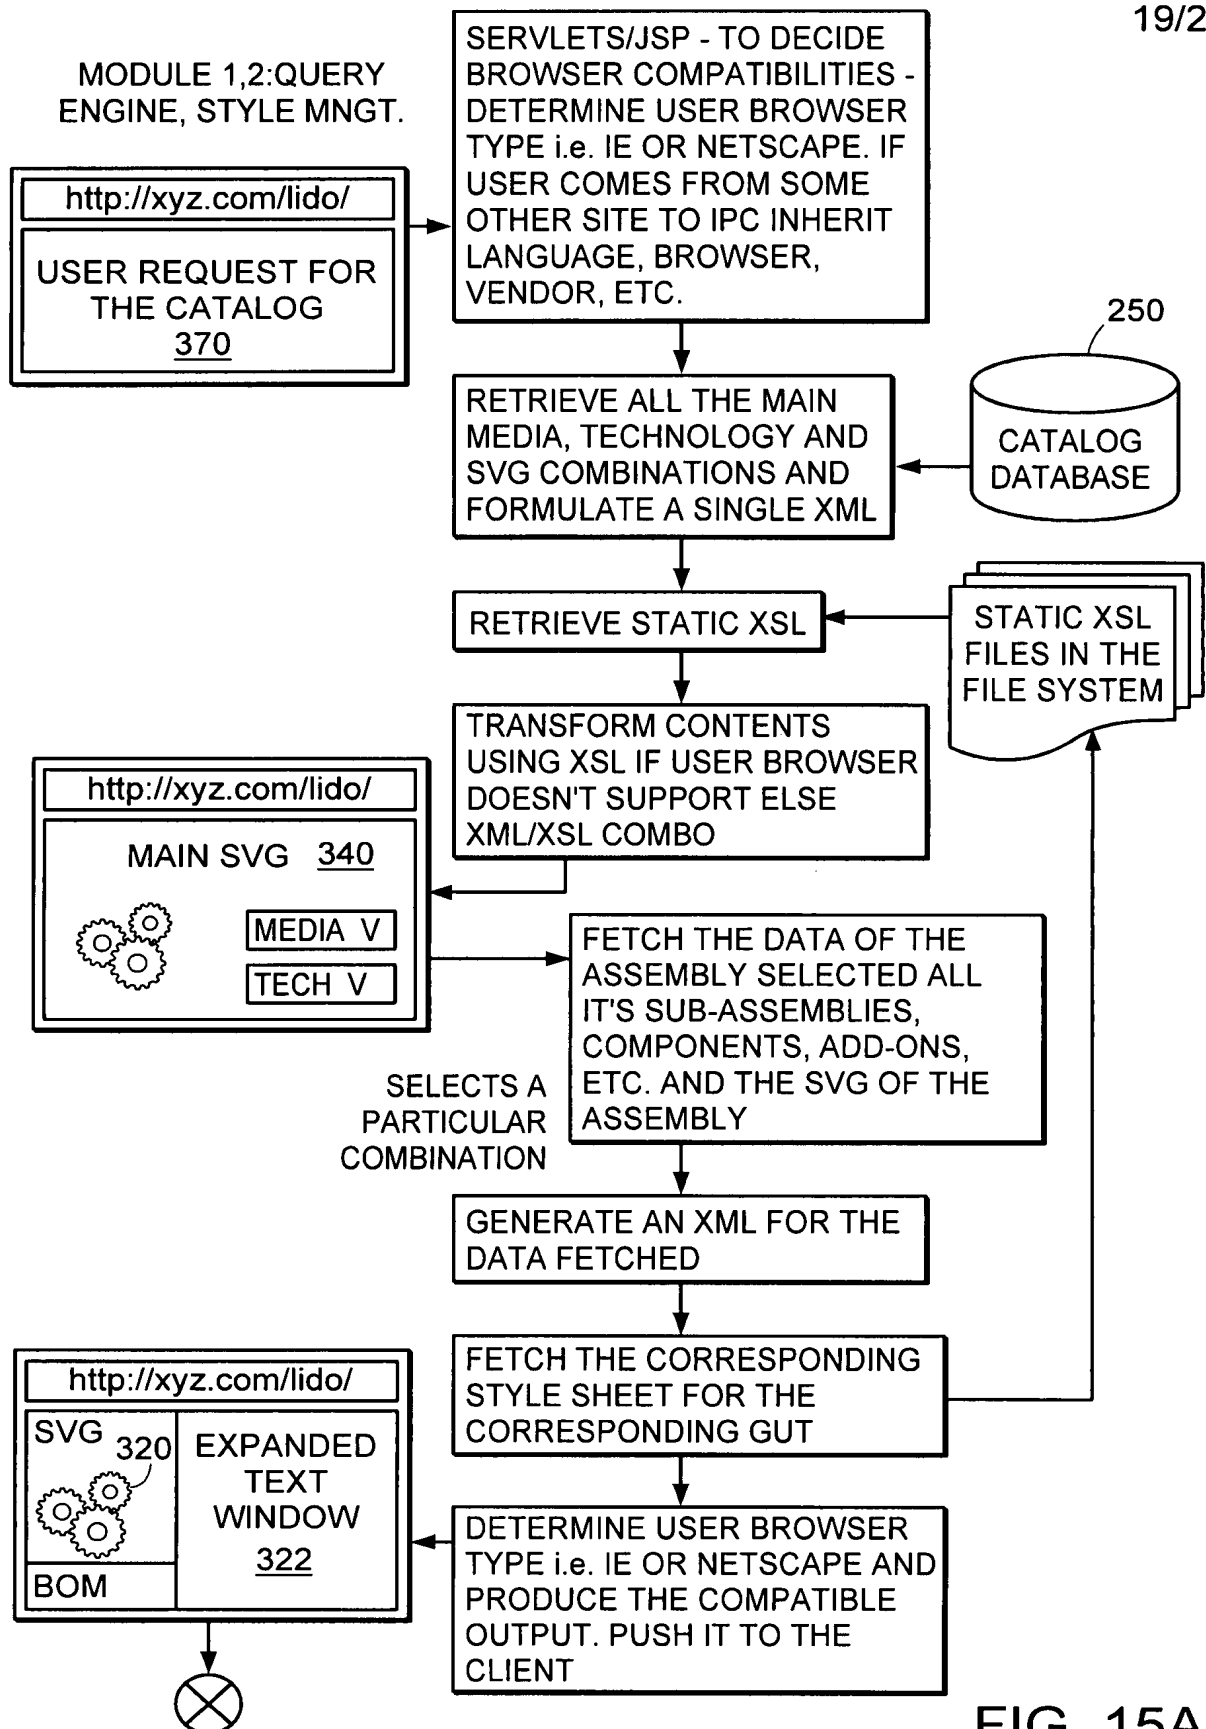 19/2
MODULE 1,2:QUERY
ENGINE, STYLE MNGT.
http://xyz.com/lido/
USER REQUEST FOR
THE CATALOG
370
SERVLETS/JSP - TO DECIDE
BROWSER COMPATIBILITIES -
DETERMINE USER BROWSER
TYPE i.e. IE OR NETSCAPE. IF
USER COMES FROM SOME
OTHER SITE TO IPC INHERIT
LANGUAGE, BROWSER,
VENDOR, ETC.
250
RETRIEVE ALL THE MAIN
MEDIA, TECHNOLOGY AND
SVG COMBINATIONS AND
FORMULATE A SINGLE XML
CATALOG
DATABASE
RETRIEVE STATIC XSL
STATIC XSL
FILES IN THE
FILE SYSTEM
TRANSFORM CONTENTS
USING XSL IF USER BROWSER
DOESN'T SUPPORT ELSE
XML/XSL COMBO
http://xyz.com/lido/
MAIN SVG 340
MEDIA V
TECH V
FETCH THE DATA OF THE
ASSEMBLY SELECTED ALL
IT'S SUB-ASSEMBLIES,
COMPONENTS, ADD-ONS,
ETC. AND THE SVG OF THE
ASSEMBLY
SELECTS A
PARTICULAR
COMBINATION
GENERATE AN XML FOR THE
DATA FETCHED
FETCH THE CORRESPONDING
STYLE SHEET FOR THE
CORRESPONDING GUT
http://xyz.com/lido/
SVG 320
BOM
EXPANDED
TEXT
WINDOW
322
DETERMINE USER BROWSER
TYPE i.e. IE OR NETSCAPE AND
PRODUCE THE COMPATIBLE
OUTPUT. PUSH IT TO THE
CLIENT
FIG. 15A